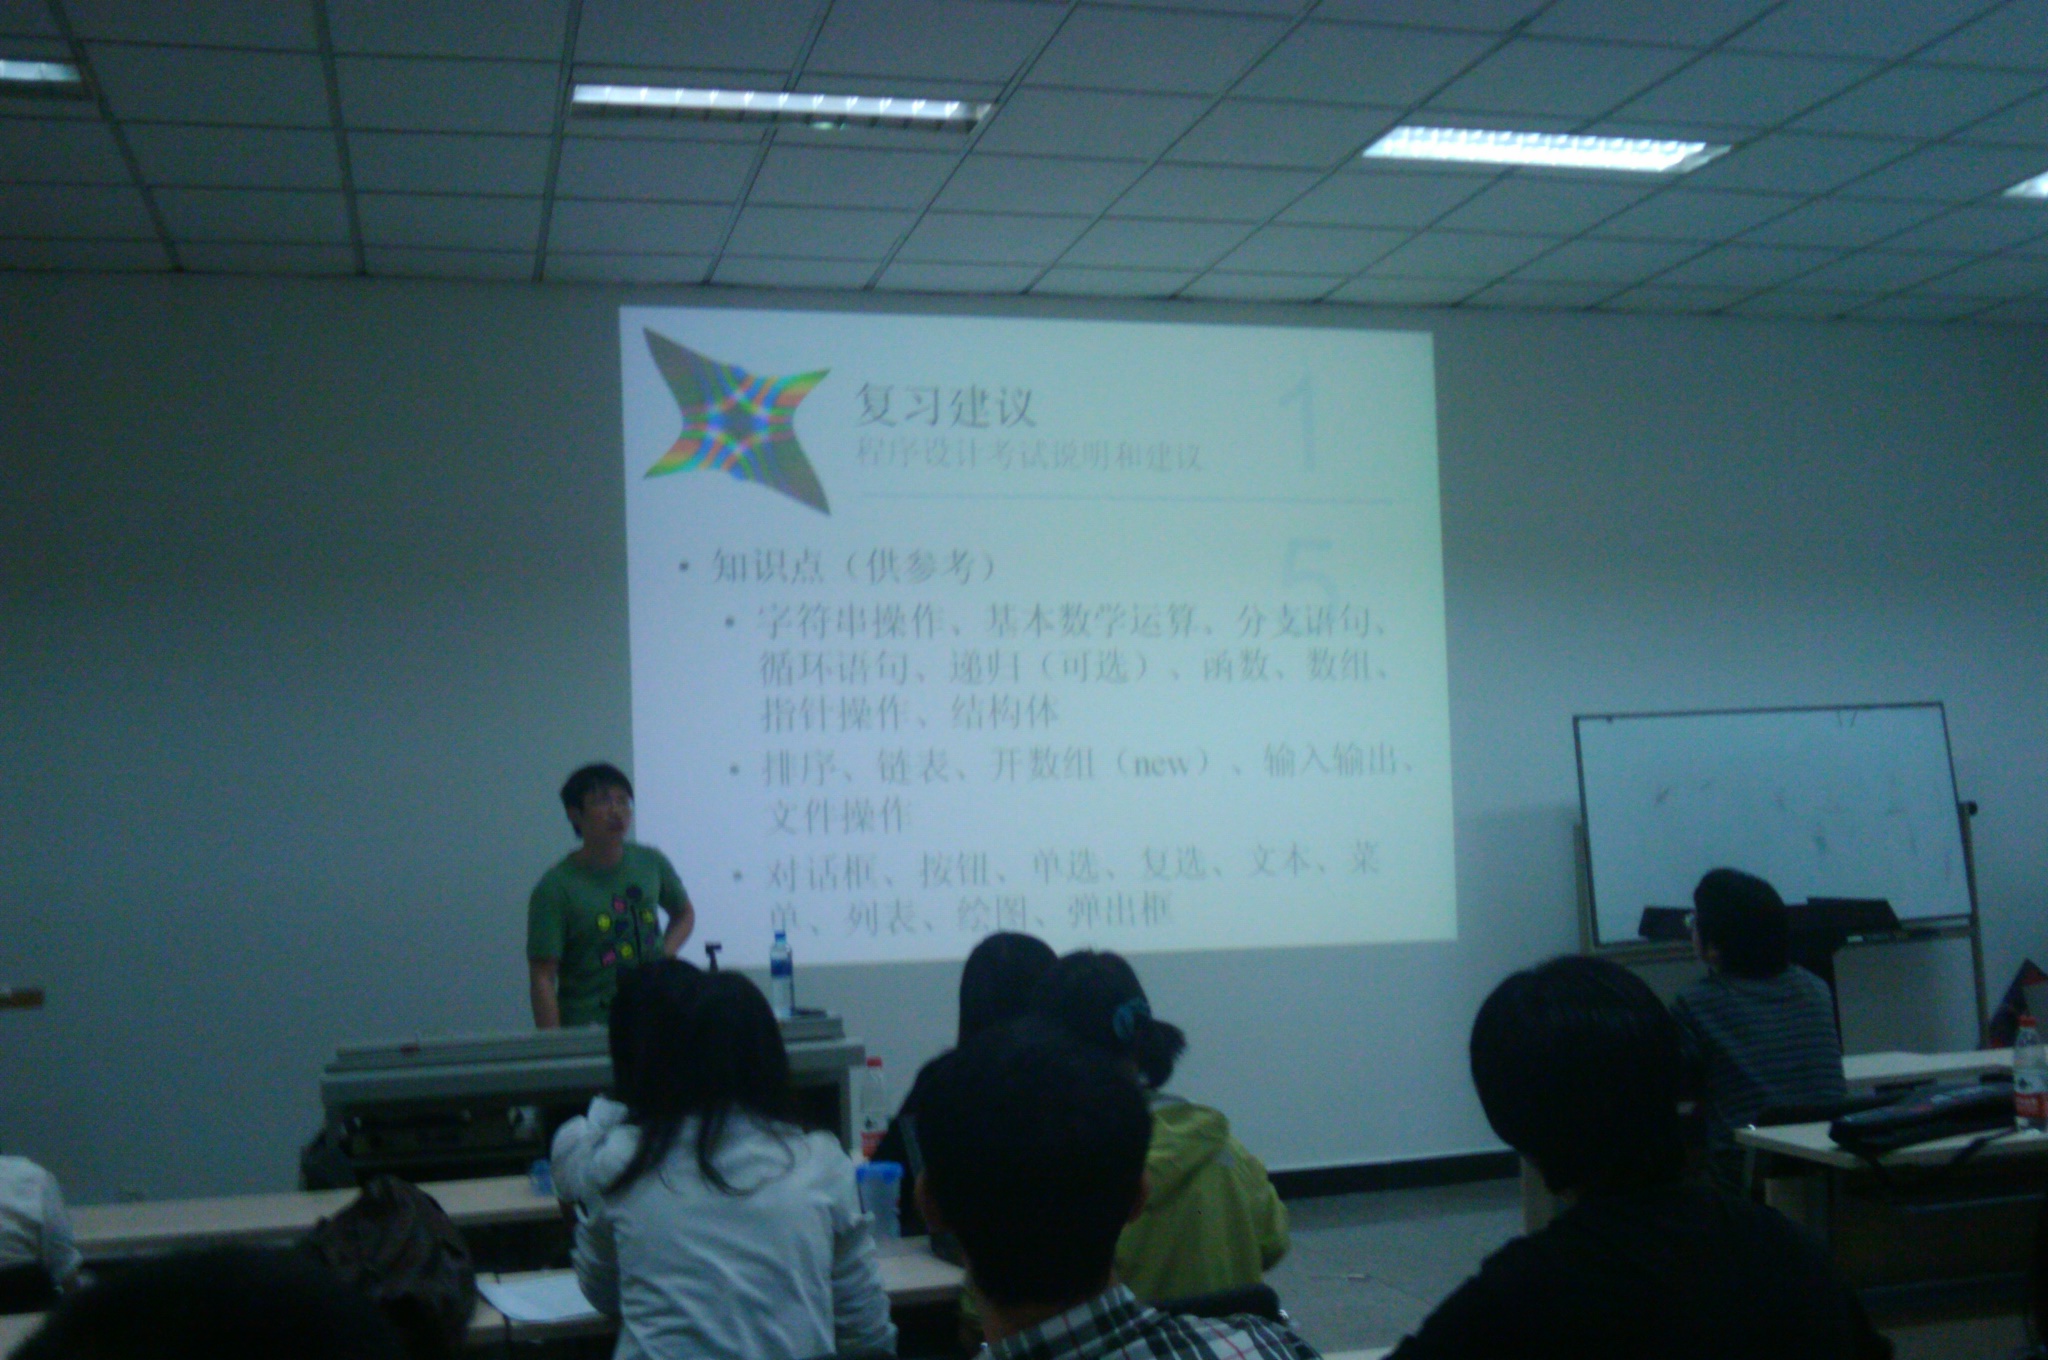 复习建议
1
程序设计考试说明和建议
5
• 知识点（供参考）
• 字符串操作、基本数学运算、分支语句、
循环语句、递归（可选）、函数、数组、
指针操作、结构体
• 排序、链表、开数组（new）、输入输出、
文件操作
• 对话框、按钮、单选、复选、文本、菜
单、列表、绘图、弹出框